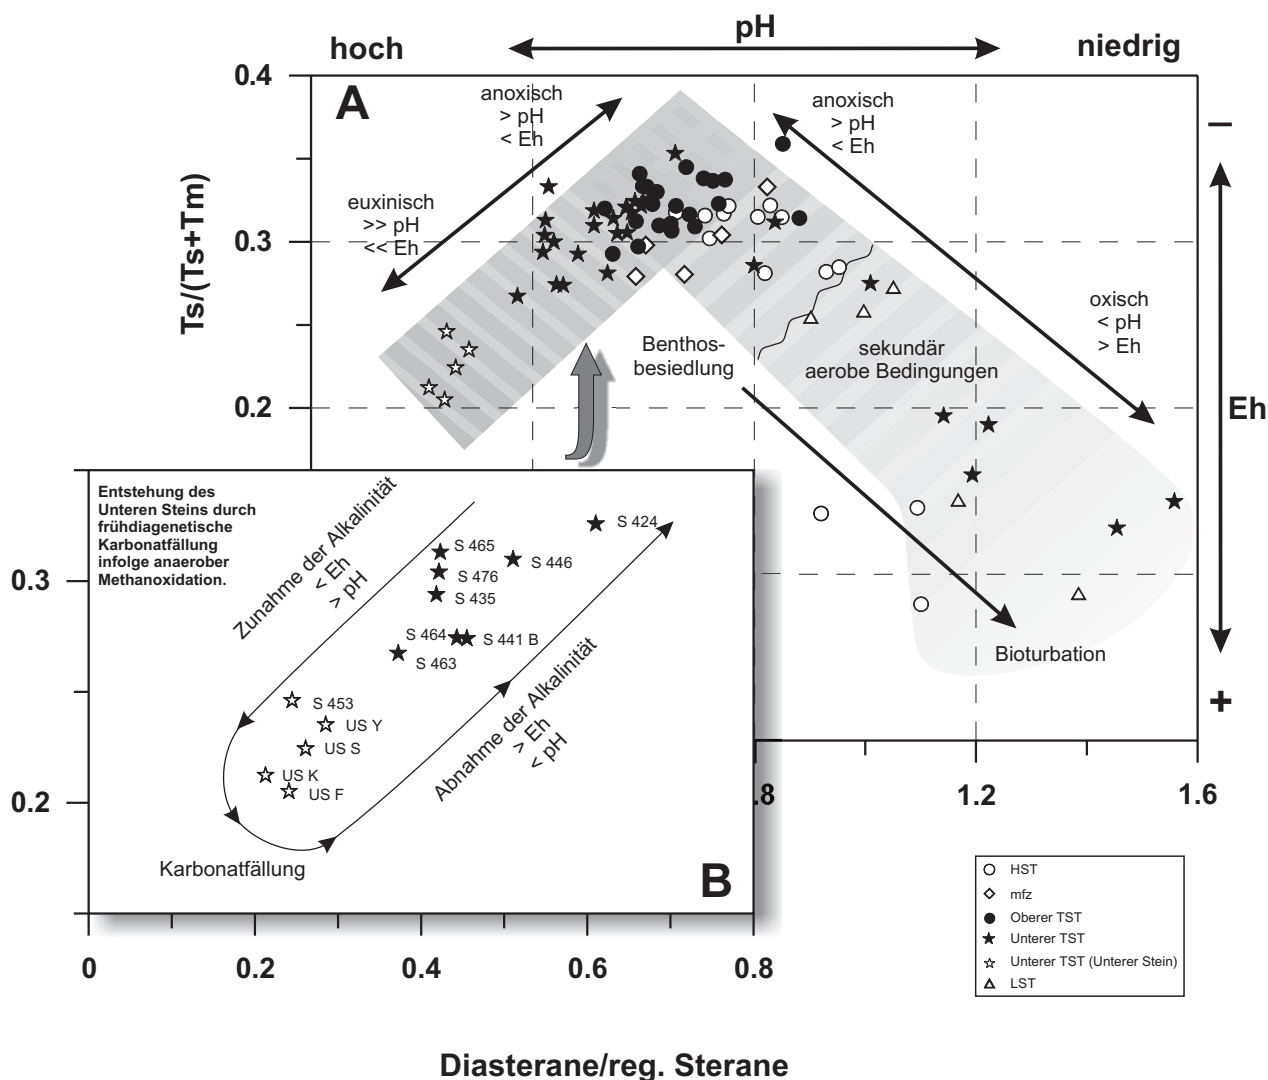 pH
hoch
niedrig
0.4
A
anoxisch
> pH
< Eh
anoxisch
> pH
< Eh
–
euxinisch
>> pH
<< Eh
Ts/(Ts+Tm)
0.3
oxisch
< pH
> Eh
Benthos-
besiedlung
sekundär
aerobe Bedingungen
0.2
Eh
Entstehung des
Unteren Steins durch
frühdiagenetische
Karbonatfällung
infolge anaerober
Methanoxidation.
Zunahme der Alkalinität
< Eh
> pH
S 424
S 465
S 446
S 476
S 435
S 464
S 441 B
S 463
0.3
S 453
US Y
US S
US K
US F
Abnahme der Alkalinität
> Eh
< pH
Bioturbation
+
0.2
Karbonatfällung
B
.8
1.2
1.6
0
0.2
0.4
0.6
0.8
HST
mfz
Oberer TST
Unterer TST
Unterer TST (Unterer Stein)
LST
Diasterane/reg. Sterane